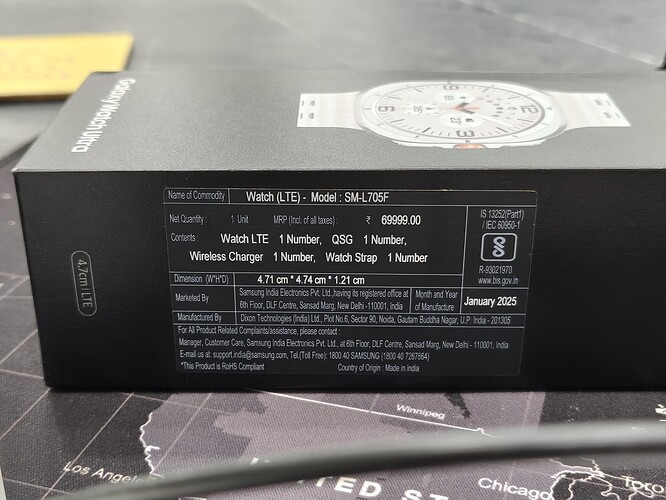 Galaxy Watch Ultra
12
6
47mm LTE
Name of Commodity Watch (LTE) - Model : SM-L705F
Net Quantity : 1 Unit MRP (Incl. of all taxes) : ₹ 69999.00
Contents : Watch LTE 1 Number, QSG 1 Number,
Wireless Charger 1 Number, Watch Strap 1 Number
IS 13252(Part1)
/ IEC 60950-1
R-93021970
www.bis.gov.in
Dimension (W*H*D) 4.71 cm * 4.74 cm * 1.21 cm
Marketed By Samsung India Electronics Pvt. Ltd.,having its registered office at
6th Floor, DLF Centre, Sansad Marg, New Delhi -110001, India
Month and Year
of Manufacture January 2025
Manufactured By Dixon Technologies (India) Ltd., Plot No.6, Sector 90, Noida, Gautam Buddha Nagar, U.P. India - 201305
For All Product Related Complaints/assistance, please contact :
Manager, Customer Care, Samsung India Electronics Pvt. Ltd., at 6th Floor, DLF Centre, Sansad Marg, New Delhi - 110001, India
E-mail us at: support.india@samsung.com, Tel.(Toll Free): 1800 40 SAMSUNG (1800 40 7267864)
*This Product is RoHS Compliant Country of Origin : Made in India
Winnipeg
Los Angele
Chicago
Toro
UNITED STA